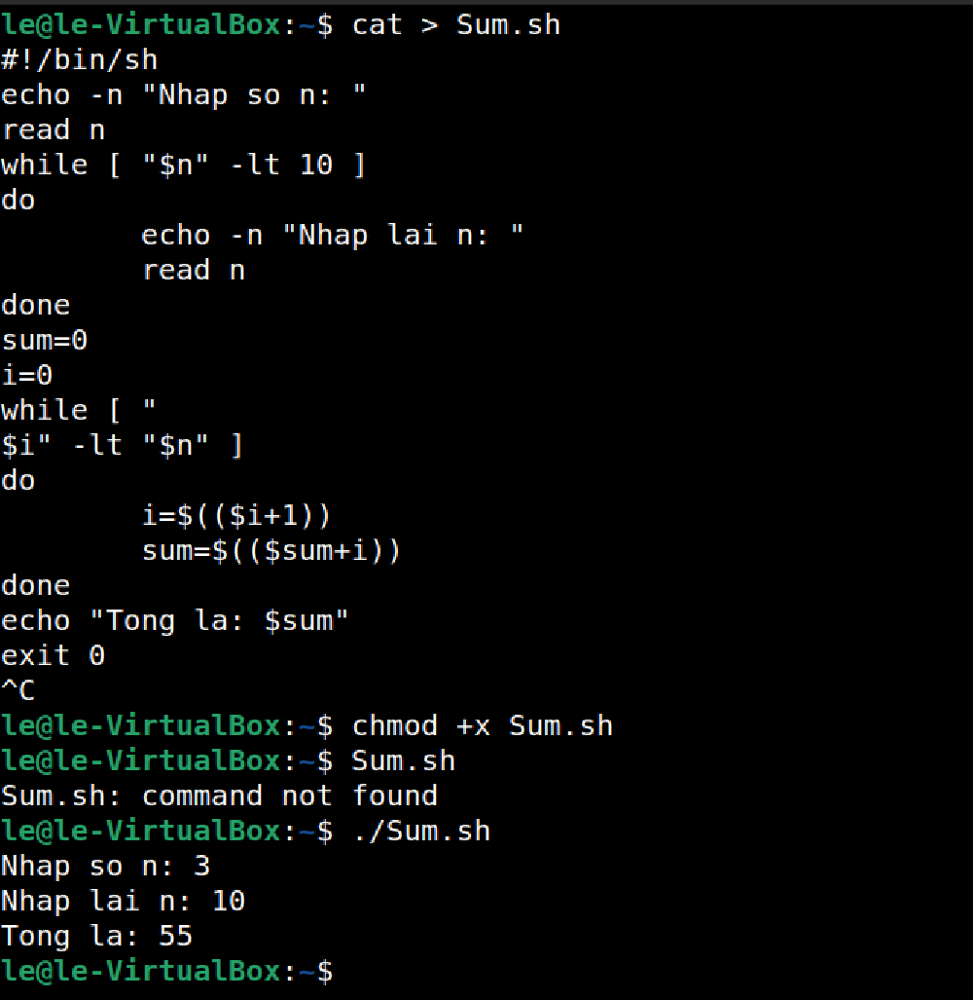 le@le-VirtualBox:~$ cat > Sum.sh
#!/bin/sh
echo -n "Nhap so n: "
read n
while [ "$n" -lt 10 ]
do
        echo -n "Nhap lai n: "
        read n
done
sum=0
i=0
while [ "
$i" -lt "$n" ]
do
        i=$(($i+1))
        sum=$(($sum+i))
done
echo "Tong la: $sum"
exit 0
^C
le@le-VirtualBox:~$ chmod +x Sum.sh
le@le-VirtualBox:~$ Sum.sh
Sum.sh: command not found
le@le-VirtualBox:~$ ./Sum.sh
Nhap so n: 3
Nhap lai n: 10
Tong la: 55
le@le-VirtualBox:~$